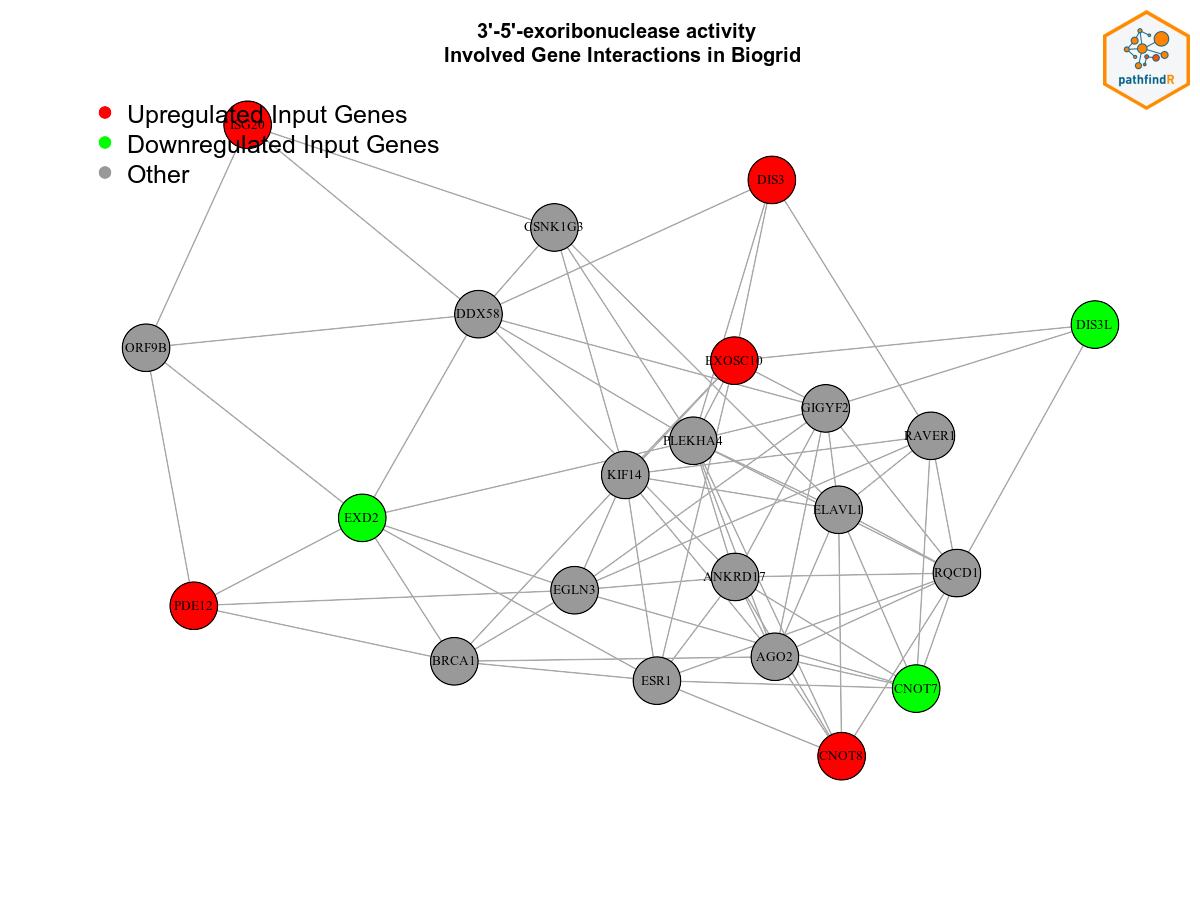 3'-5'-exoribonuclease activity
Involved Gene Interactions in Biogrid
pathfindR
Upregulated Input Genes
ISG20
Downregulated Input Genes
Other
DIS3
CSNK1G3
DDX58
DIS3L
ORF9B
EXOSC10
GIGYF2
RAVER1
PLEKHA4
KIF14
ELAVL1
EXD2
RQCD1
ANKRD17
EGLN3
PDE12
AGO2
BRCA1
ESR1
CNOT7
CNOT8